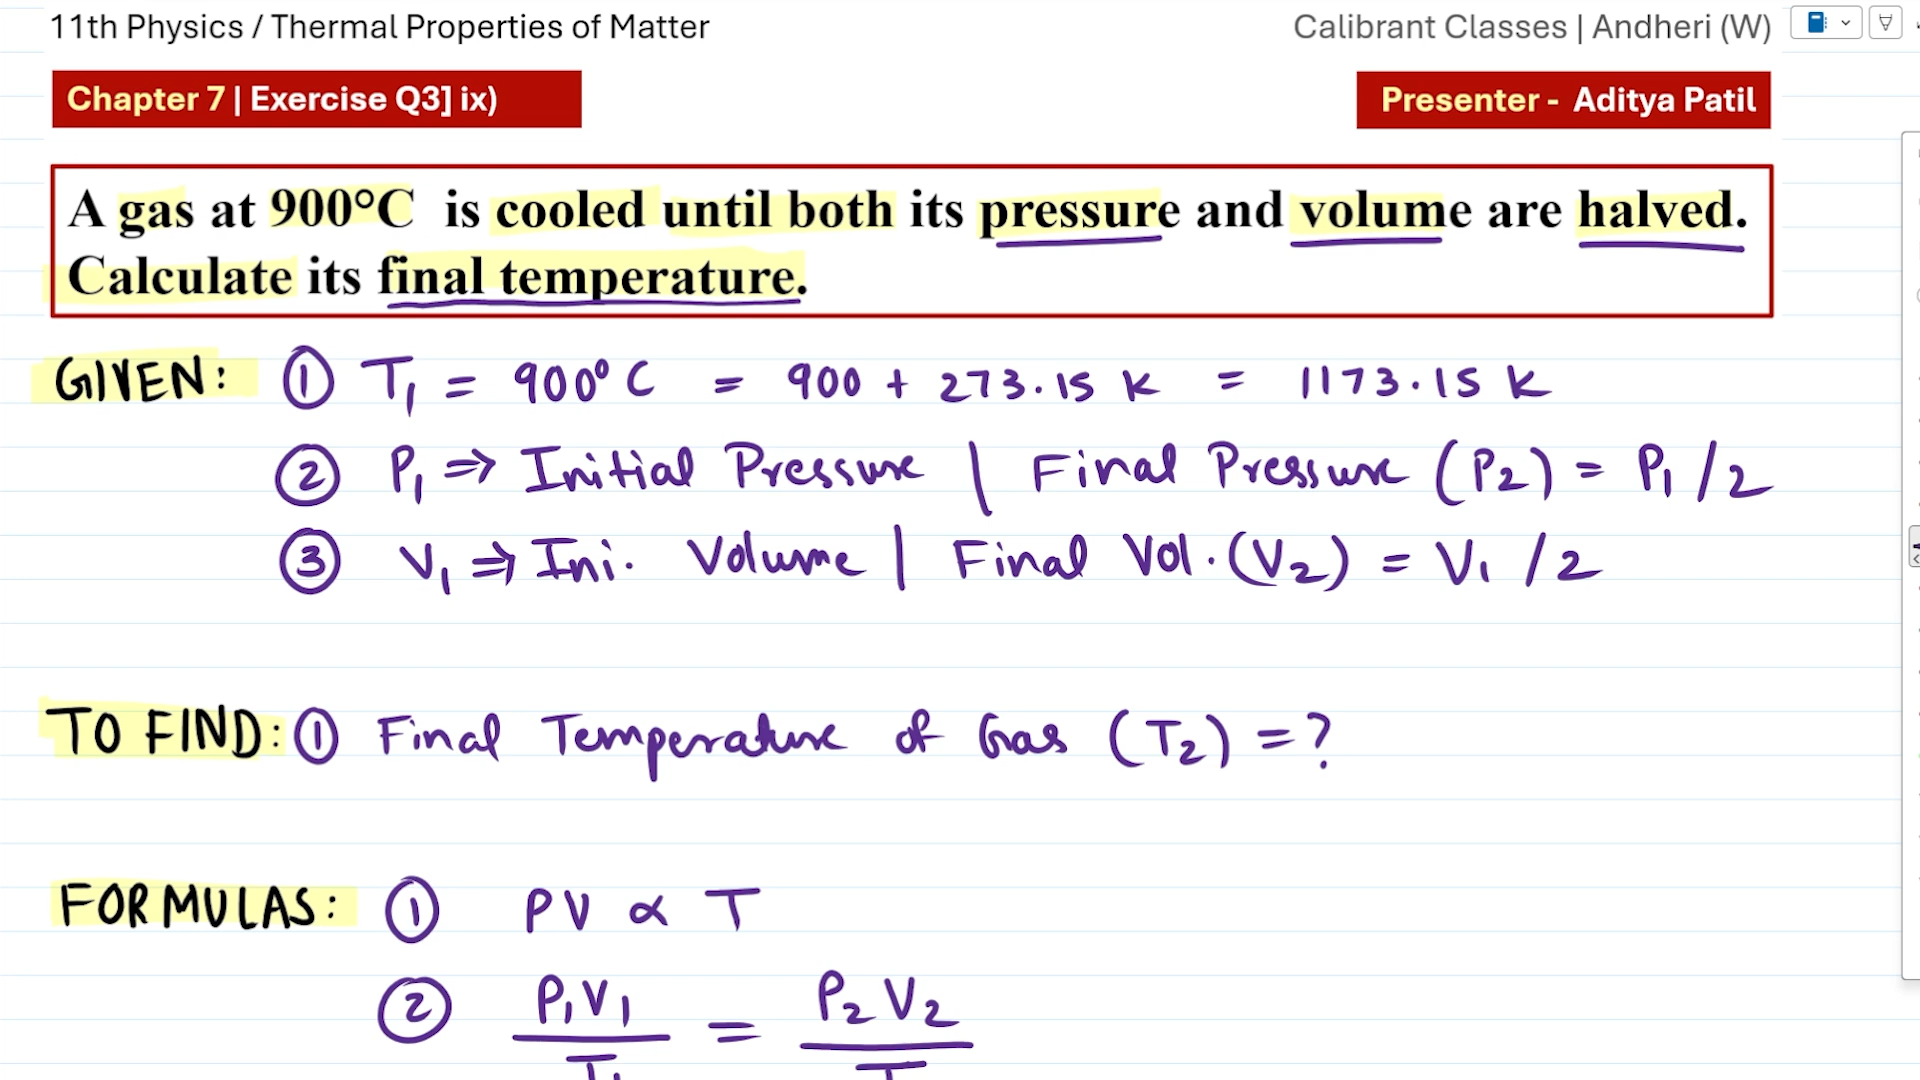 11th Physics / Thermal Properties of Matter
Calibrant Classes | Andheri (W)
Chapter 7 | Exercise Q3] ix)
Presenter - Aditya Patil
A gas at 900°C is cooled until both its pressure and volume are halved.
Calculate its final temperature.
GIVEN: ① T₁ = 900° C = 900 + 273.15 K = 1173.15 K
② P₁ ⇒ Initial Pressure | Final Pressure (P₂) = P₁ /2
③ V₁ ⇒ Ini. Volume | Final Vol. (V₂) = V₁ /2
TO FIND: ① Final Temperature of Gas (T₂) = ?
FORMULAS: ① PV ∝ T
② P₁V₁ = P₂V₂